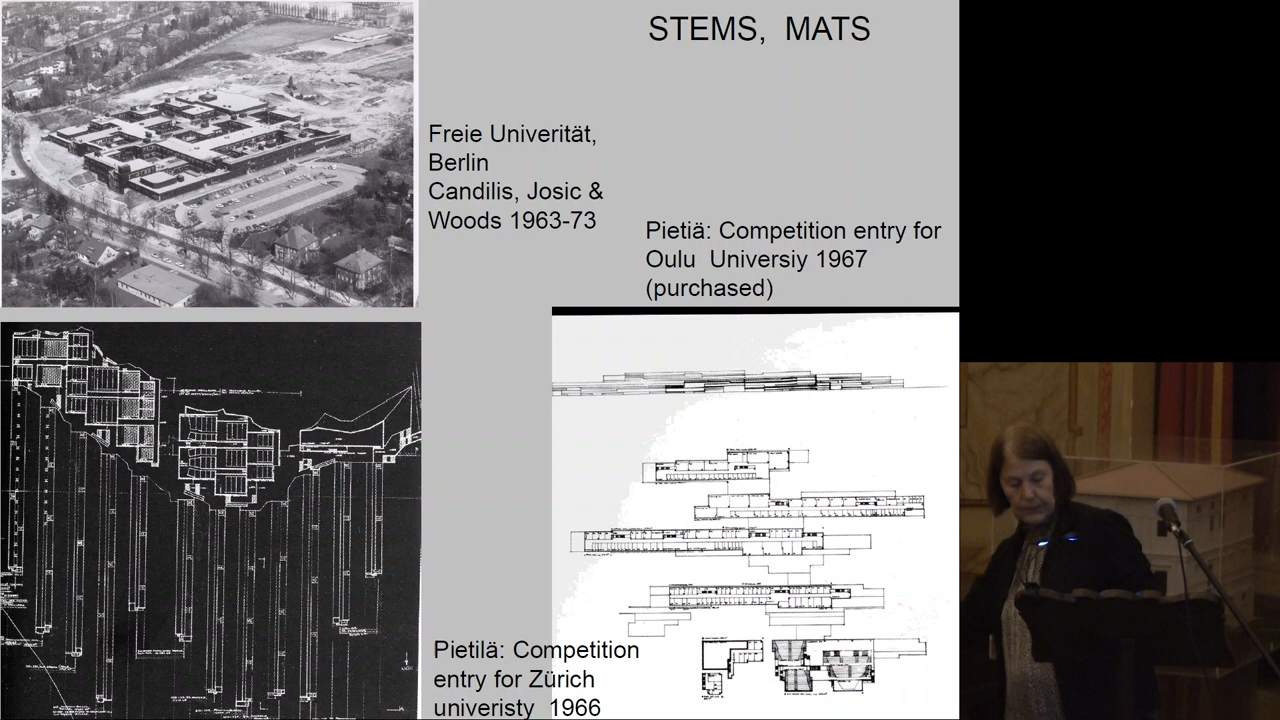 STEMS, MATS
Freie Univerität,
Berlin
Candilis, Josic &
Woods 1963-73
Pietiä: Competition entry for
Oulu Universiy 1967
(purchased)
Pietilä: Competition
entry for Zürich
univeristy 1966